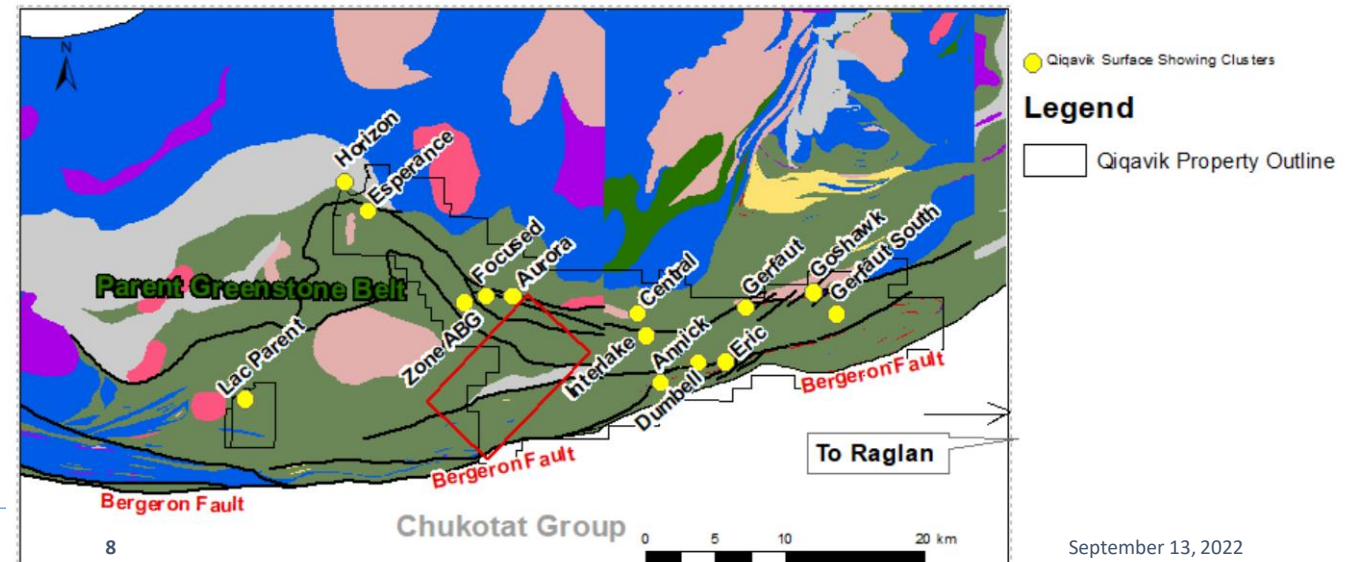 N
Horizon
Esperance
Parent Greenstone Belt
Focused
Aurora
Zone ABG
Lac Parent
Central
Interlake
Annick
Dumbell
Eric
Gerfaut
Goshawk
Gerfaut South
Bergeron Fault
Bergeron Fault
Bergeron Fault
To Raglan
Chukotat Group
0 5 10 20 km
Qiqavik Surface Showing Clusters
Legend
Qiqavik Property Outline
8
September 13, 2022